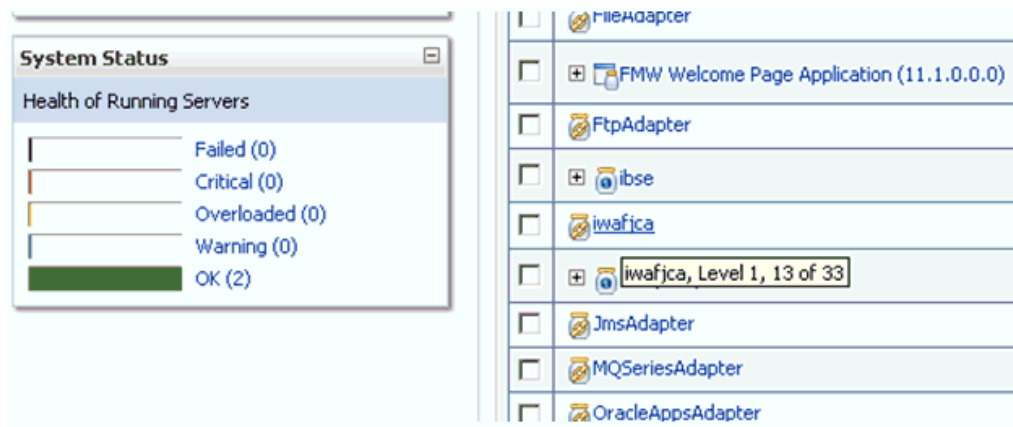 System Status
Health of Running Servers
Failed (0)
Critical (0)
Overloaded (0)
Warning (0)
OK (2)
FileAdapter
FMW Welcome Page Application (11.1.0.0.0)
FtpAdapter
ibse
iwafjca
iwafjca, Level 1, 13 of 33
JmsAdapter
MQSeriesAdapter
OracleAppsAdapter